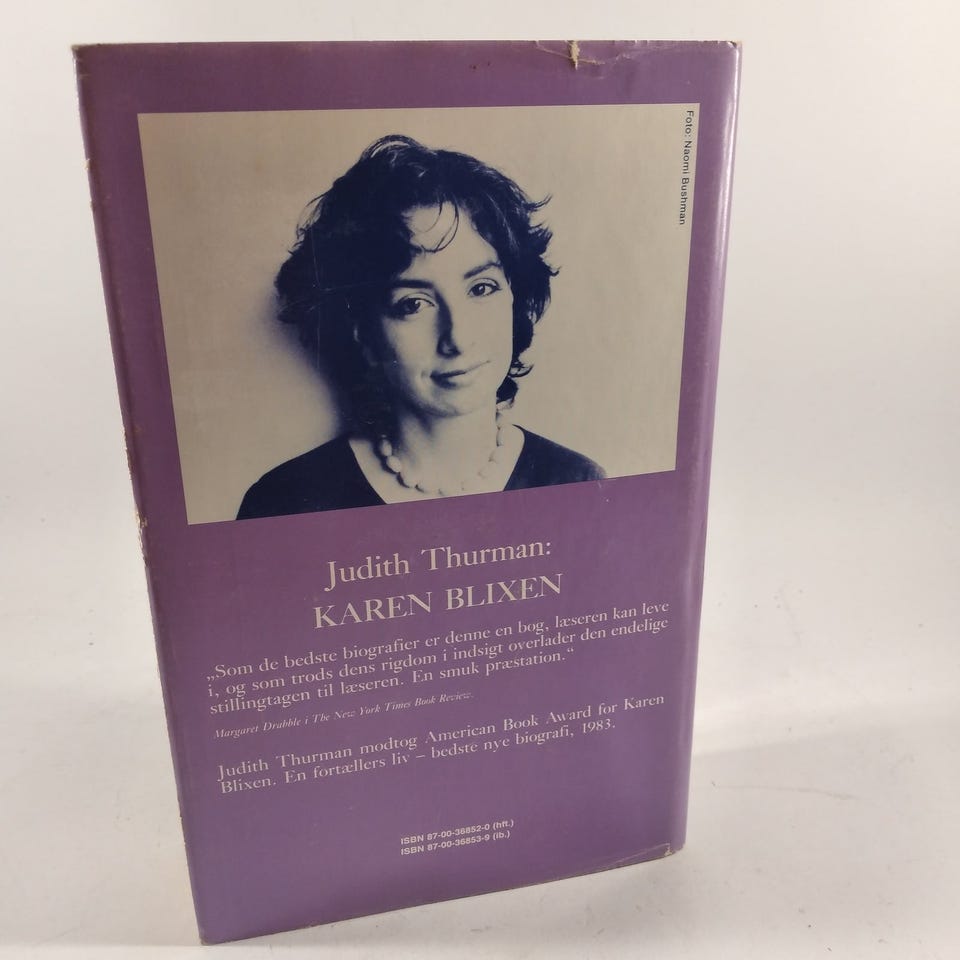 Foto: Naomi Bushman
Judith Thurman:
KAREN BLIXEN
„Som de bedste biografier er denne en bog, læseren kan leve
i, og som trods dens rigdom i indsigt overlader den endelige
stillingtagen til læseren. En smuk præstation.“
Margaret Drabble i The New York Times Book Review.
Judith Thurman modtog American Book Award for Karen
Blixen. En fortællers liv – bedste nye biografi, 1983.
ISBN 87-00-36852-0 (hft.)
ISBN 87-00-36853-9 (ib.)